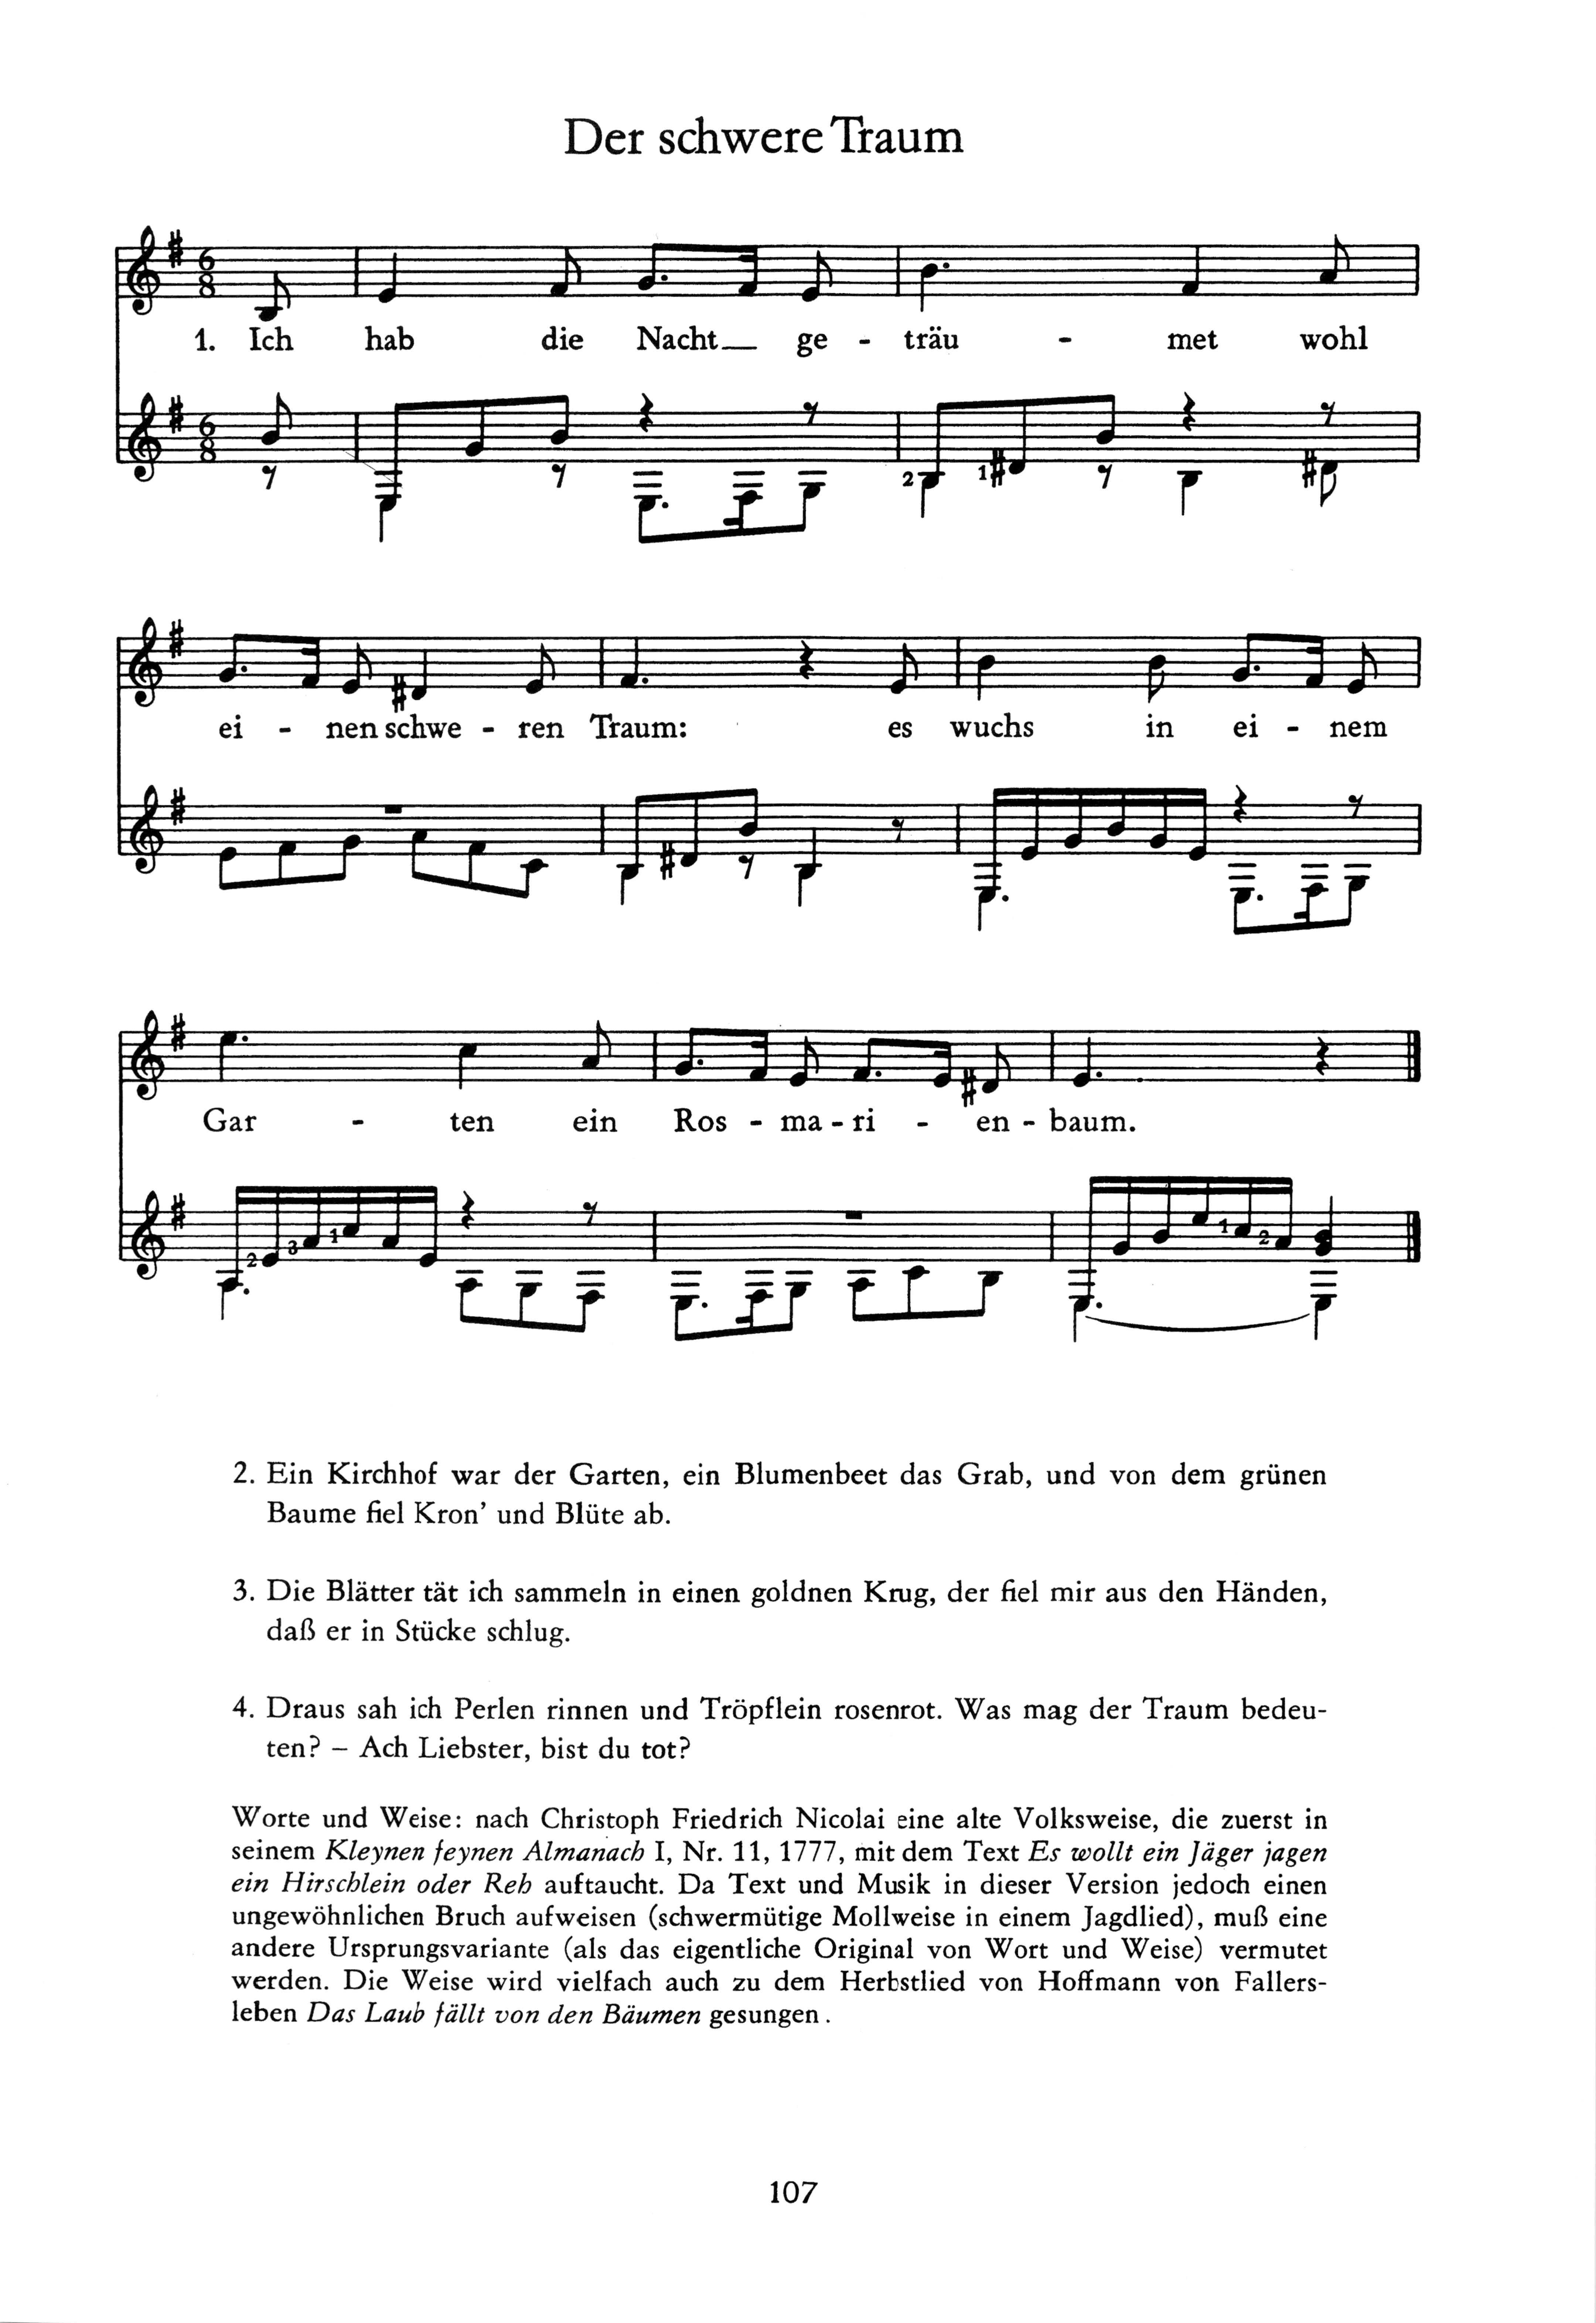 Der schwere Traum
1. Ich hab die Nacht ge - träu - met wohl
ei - nen schwe - ren Traum: es wuchs in ei - nem
Gar - ten ein Ros - ma - ri - en - baum.
2. Ein Kirchhof war der Garten, ein Blumenbeet das Grab, und von dem grünen
Baume fiel Kron’ und Blüte ab.
3. Die Blätter tät ich sammeln in einen goldnen Krug, der fiel mir aus den Händen,
daß er in Stücke schlug.
4. Draus sah ich Perlen rinnen und Tröpflein rosenrot. Was mag der Traum bedeu-
ten? – Ach Liebster, bist du tot?
Worte und Weise: nach Christoph Friedrich Nicolai eine alte Volksweise, die zuerst in
seinem Kleynen feynen Almanach I, Nr. 11, 1777, mit dem Text Es wollt ein Jäger jagen
ein Hirschlein oder Reh auftaucht. Da Text und Musik in dieser Version jedoch einen
ungewöhnlichen Bruch aufweisen (schwermütige Mollweise in einem Jagdlied), muß eine
andere Ursprungsvariante (als das eigentliche Original von Wort und Weise) vermutet
werden. Die Weise wird vielfach auch zu dem Herbstlied von Hoffmann von Fallers-
leben Das Laub fällt von den Bäumen gesungen.
107